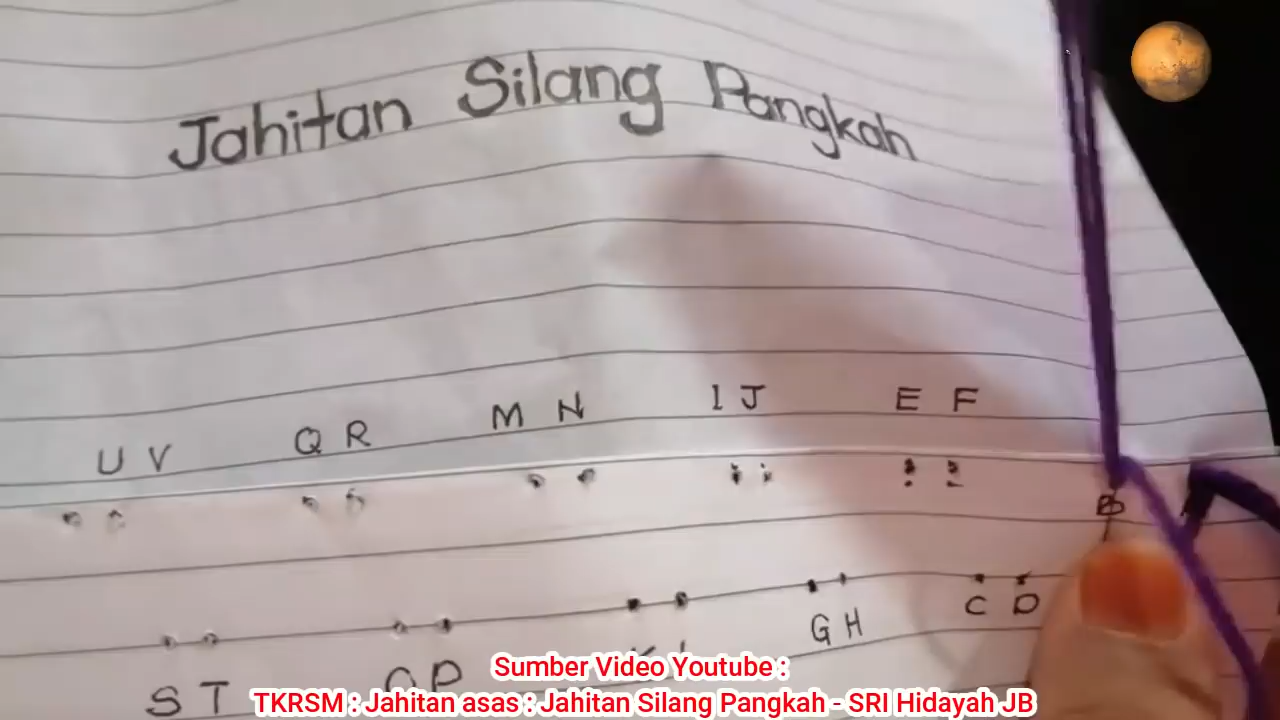 Jahitan Silang Pangkah
U V Q R M N I J E F
B
G H C D
S T O P
Sumber Video Youtube :
TKRSM : Jahitan asas : Jahitan Silang Pangkah - SRI Hidayah JB